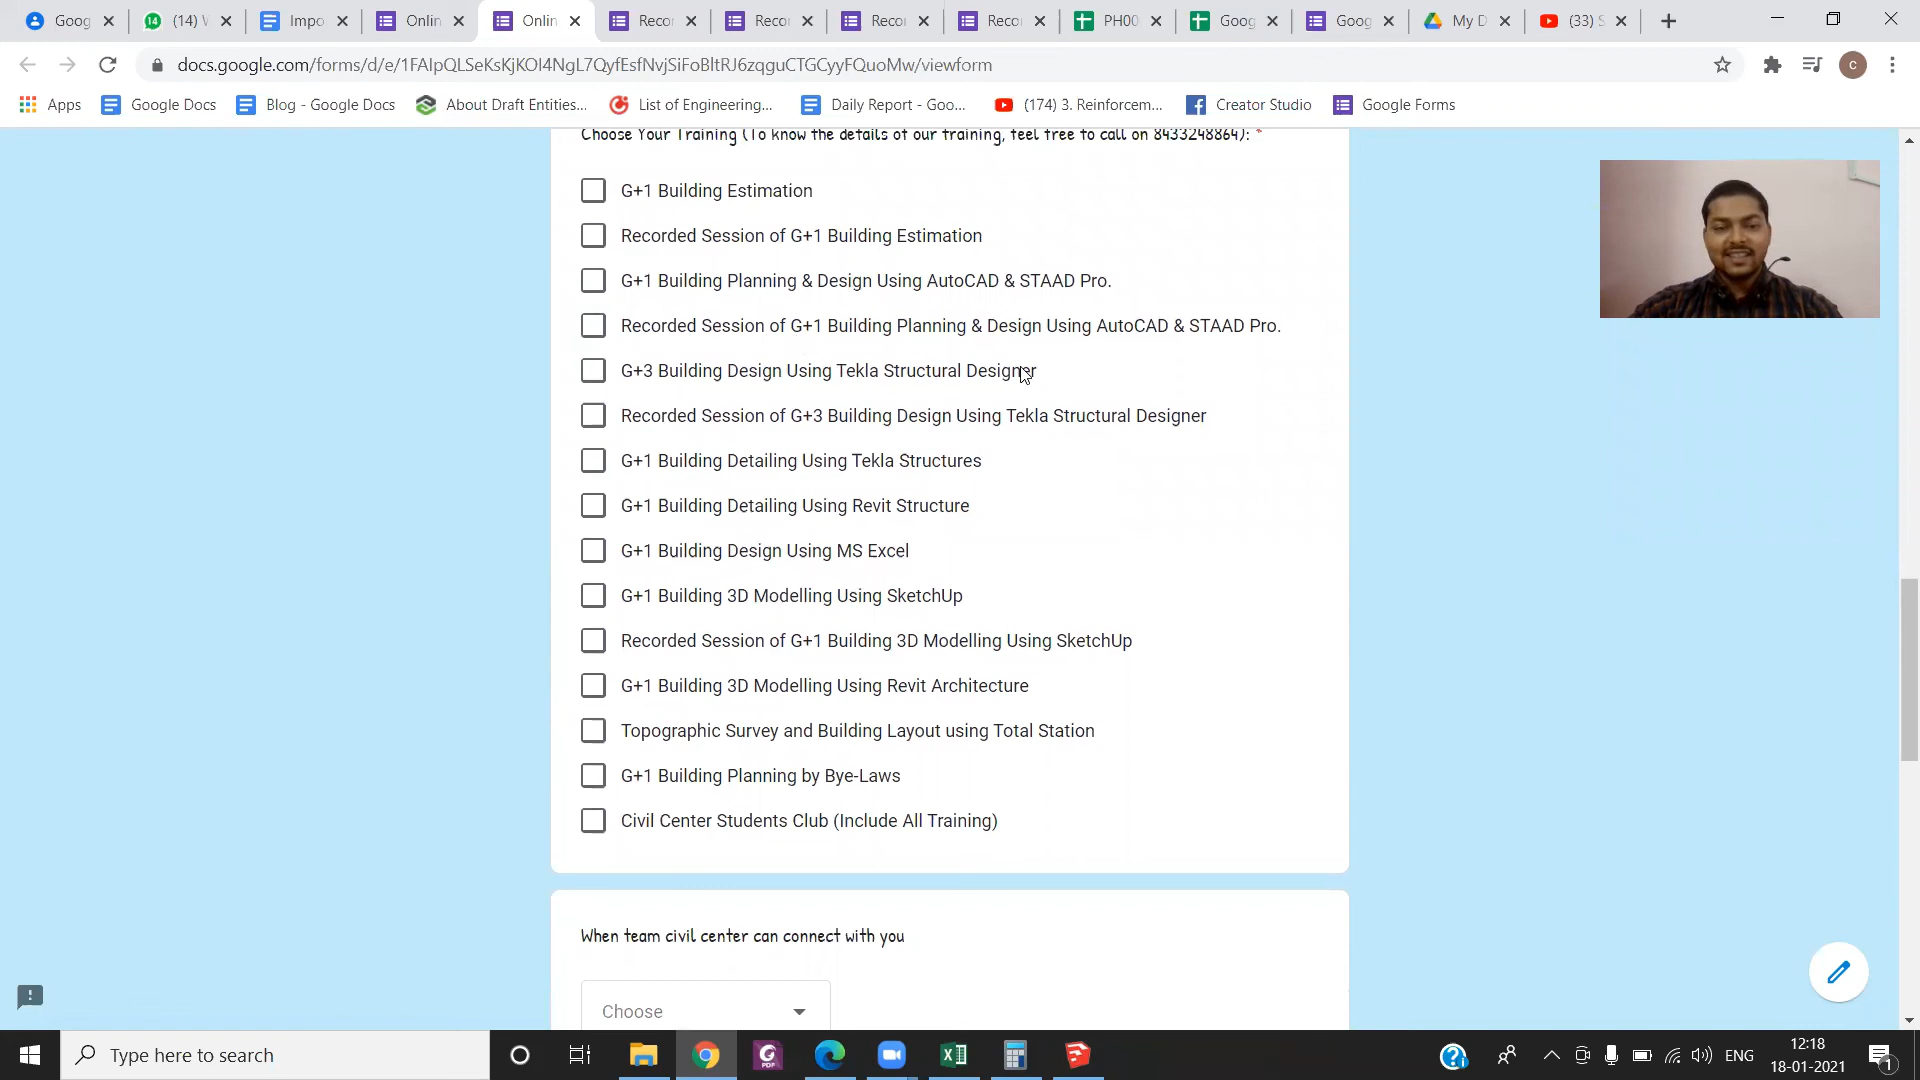 Goog
(14) W
Impo
Onlin
Onlin
Recor
Recor
Recor
Recor
PH00
Goog
Goog
My D
(33) S
docs.google.com/forms/d/e/1FAIpQLSeKsKjKOI4NgL7QyfEsfNvjSiFoBltRJ6zqguCTGCyyFQuoMw/viewform
Apps
Google Docs
Blog - Google Docs
About Draft Entities...
List of Engineering...
Daily Report - Goo...
(174) 3. Reinforcem...
Creator Studio
Google Forms
Choose Your Training (To know the details of our training, feel free to call on 8433248864): *
G+1 Building Estimation
Recorded Session of G+1 Building Estimation
G+1 Building Planning & Design Using AutoCAD & STAAD Pro.
Recorded Session of G+1 Building Planning & Design Using AutoCAD & STAAD Pro.
G+3 Building Design Using Tekla Structural Designer
Recorded Session of G+3 Building Design Using Tekla Structural Designer
G+1 Building Detailing Using Tekla Structures
G+1 Building Detailing Using Revit Structure
G+1 Building Design Using MS Excel
G+1 Building 3D Modelling Using SketchUp
Recorded Session of G+1 Building 3D Modelling Using SketchUp
G+1 Building 3D Modelling Using Revit Architecture
Topographic Survey and Building Layout using Total Station
G+1 Building Planning by Bye-Laws
Civil Center Students Club (Include All Training)
When team civil center can connect with you
Choose
Type here to search
ENG
12:18
18-01-2021
1